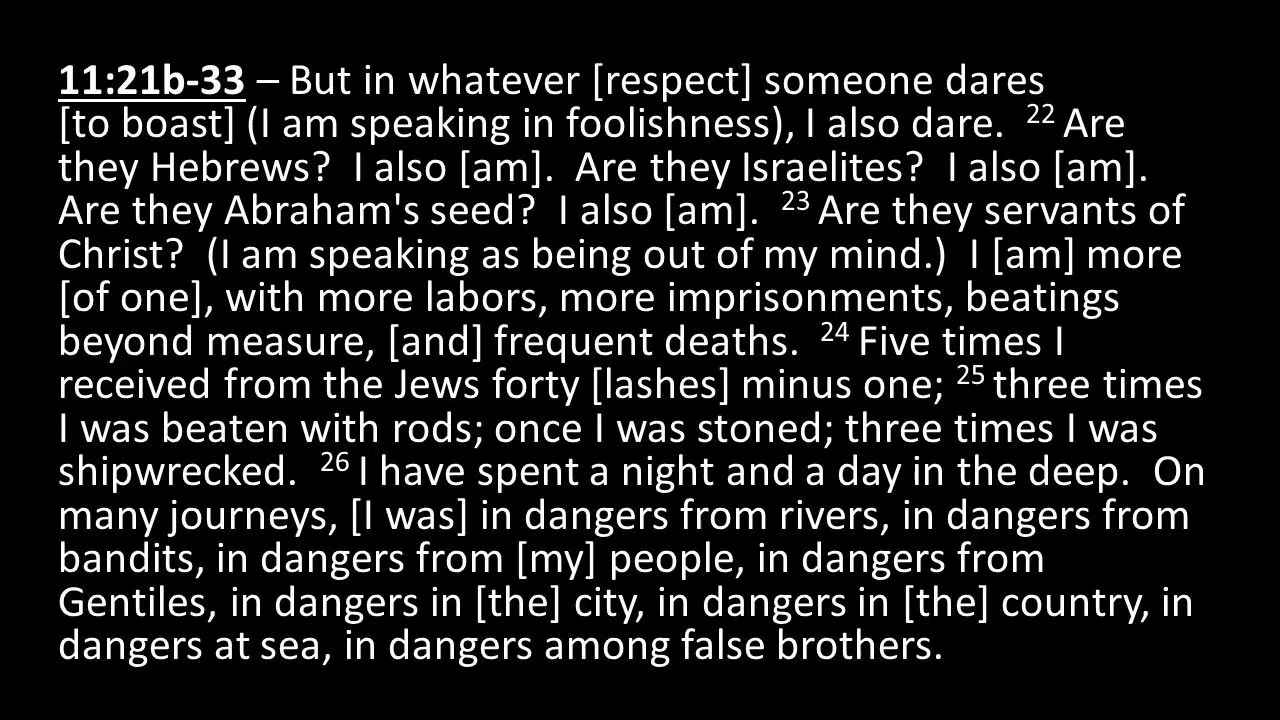 11:21b-33 – But in whatever [respect] someone dares
[to boast] (I am speaking in foolishness), I also dare. 22 Are
they Hebrews? I also [am]. Are they Israelites? I also [am].
Are they Abraham's seed? I also [am]. 23 Are they servants of
Christ? (I am speaking as being out of my mind.) I [am] more
[of one], with more labors, more imprisonments, beatings
beyond measure, [and] frequent deaths. 24 Five times I
received from the Jews forty [lashes] minus one; 25 three times
I was beaten with rods; once I was stoned; three times I was
shipwrecked. 26 I have spent a night and a day in the deep. On
many journeys, [I was] in dangers from rivers, in dangers from
bandits, in dangers from [my] people, in dangers from
Gentiles, in dangers in [the] city, in dangers in [the] country, in
dangers at sea, in dangers among false brothers.